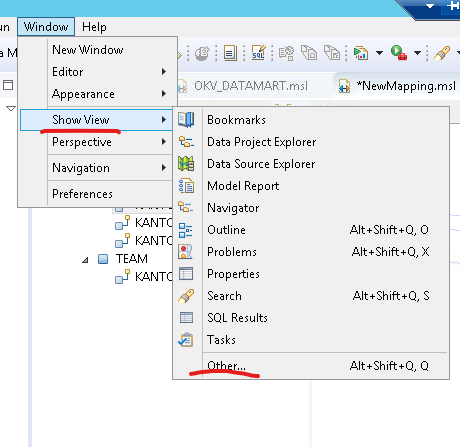 un Window Help
New Window
Editor
Appearance
Show View
Perspective
Navigation
Preferences
OKV_DATAMART.msl
*NewMapping.msl
Bookmarks
Data Project Explorer
Data Source Explorer
Model Report
Navigator
Outline Alt+Shift+Q, O
Problems Alt+Shift+Q, X
Properties
Search Alt+Shift+Q, S
SQL Results
Tasks
Other... Alt+Shift+Q, Q
KANTO
KANTO
TEAM
KANTO